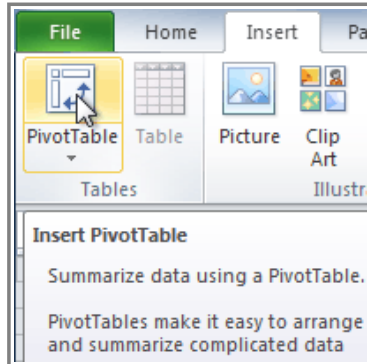 File Home Insert Pa
PivotTable Table Picture Clip
Art
Tables Illustr
Insert PivotTable
Summarize data using a PivotTable.
PivotTables make it easy to arrange
and summarize complicated data